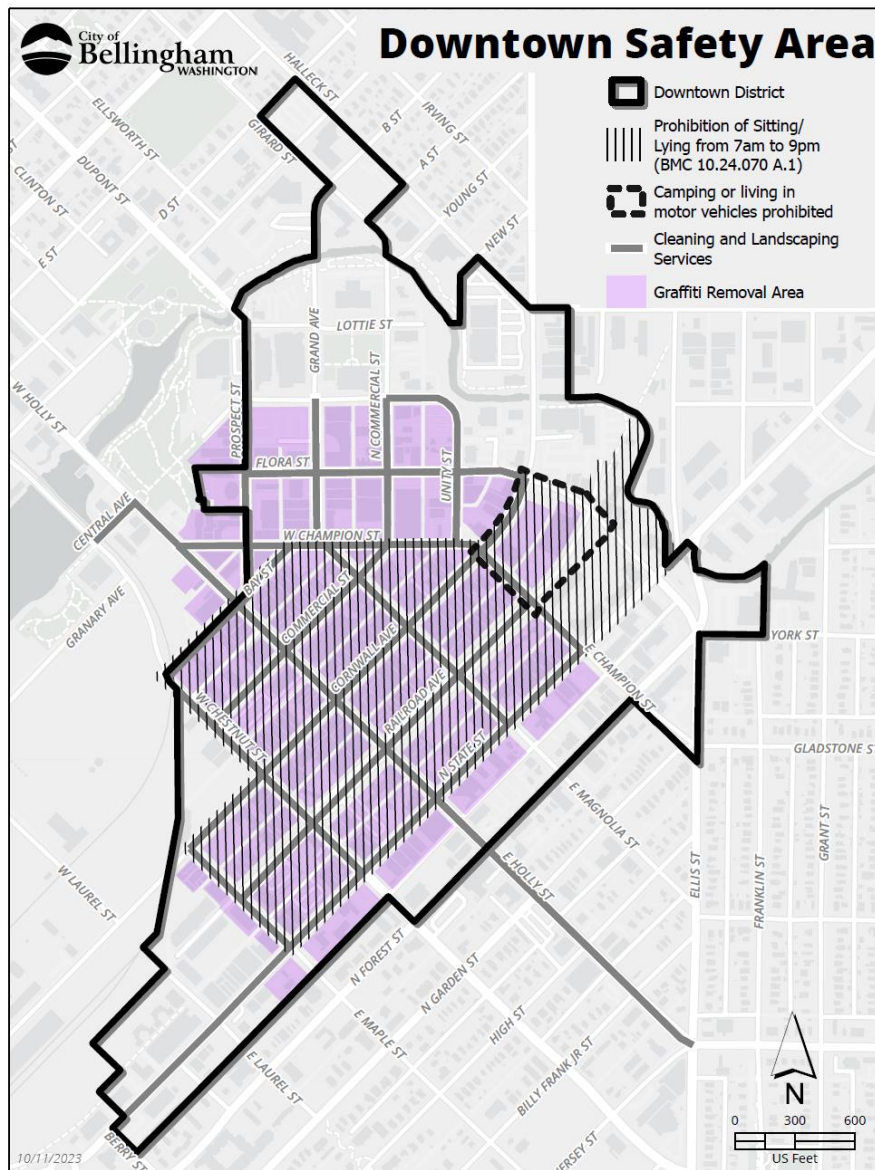 City of
Bellingham
WASHINGTON
Downtown Safety Area
Downtown District
Prohibition of Sitting/
Lying from 7am to 9pm
(BMC 10.24.070 A.1)
Camping or living in
motor vehicles prohibited
Cleaning and Landscaping
Services
Graffiti Removal Area
HALLECK ST
ELLSWORTH ST
GIRARD ST
B ST
IRVING ST
A ST
CLINTON ST
DUPONT ST
D ST
YOUNG ST
E ST
NEW ST
LOTTIE ST
GRAND AVE
N COMMERCIAL ST
W HOLLY ST
PROSPECT ST
FLORA ST
UNITY ST
CENTRAL AVE
W CHAMPION ST
BAY ST
COMMERCIAL ST
GRANARY AVE
CORNWALL AVE
YORK ST
E CHAMPION ST
RAILROAD AVE
W CHESTNUT ST
N STATE ST
GLADSTONE ST
E MAGNOLIA ST
GRANT ST
ELLIS ST
FRANKLIN ST
E HOLLY ST
W LAUREL ST
N FOREST ST
N GARDEN ST
HIGH ST
E MAPLE ST
E LAUREL ST
BILLY FRANK JR ST
BERRY ST
ERSEY ST
N
0 300 600
US Feet
10/11/2023